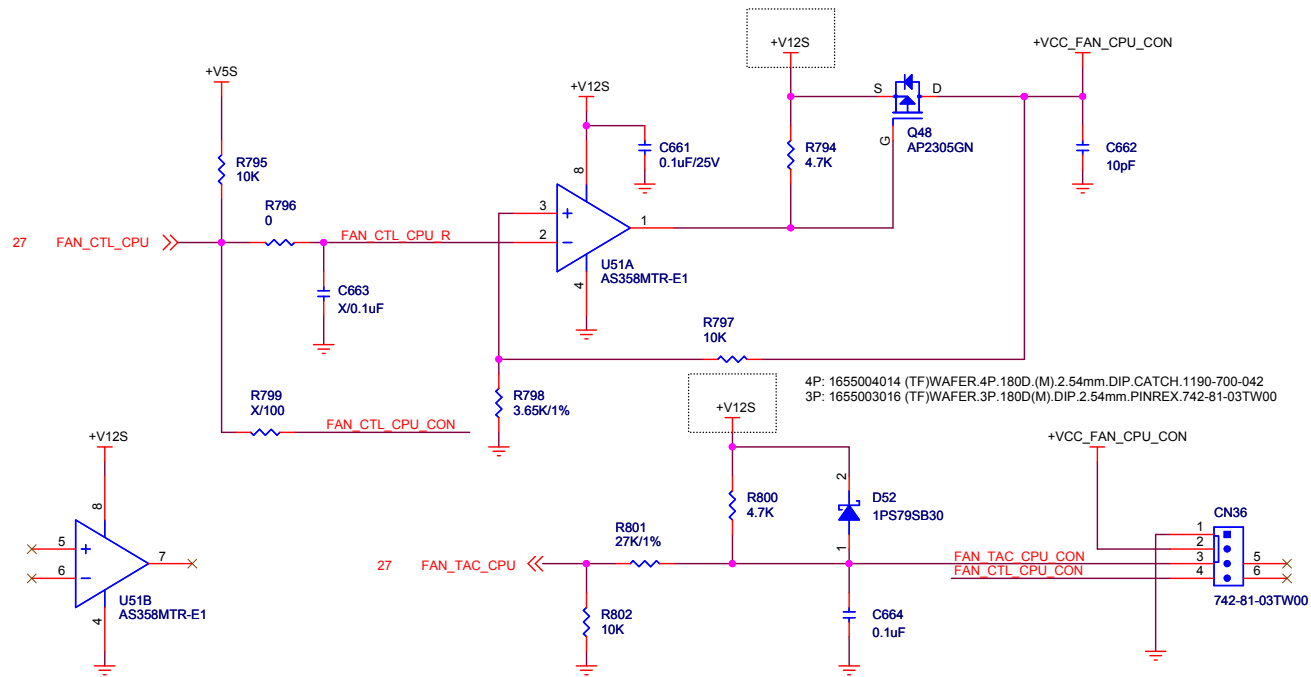 +V12S
+VCC_FAN_CPU_CON
+V5S
+V12S
S
D
G
Q48
AP2305GN
R795
10K
C661
0.1uF/25V
R794
4.7K
C662
10pF
8
R796
0
27 FAN_CTL_CPU
FAN_CTL_CPU_R
3
+
2
−
1
U51A
AS358MTR-E1
4
C663
X/0.1uF
R797
10K
4P: 1655004014 (TF)WAFER.4P.180D.(M).2.54mm.DIP.CATCH.1190-700-042
3P: 1655003016 (TF)WAFER.3P.180D(M).DIP.2.54mm.PINREX.742-81-03TW00
R799
X/100
FAN_CTL_CPU_CON
R798
3.65K/1%
+V12S
+V12S
+VCC_FAN_CPU_CON
8
5
+
6
−
7
U51B
AS358MTR-E1
4
R800
4.7K
2
D52
1PS79SB30
1
R801
27K/1%
27 FAN_TAC_CPU
R802
10K
C664
0.1uF
FAN_TAC_CPU_CON
FAN_CTL_CPU_CON
CN36
1
2
3
4
5
6
742-81-03TW00